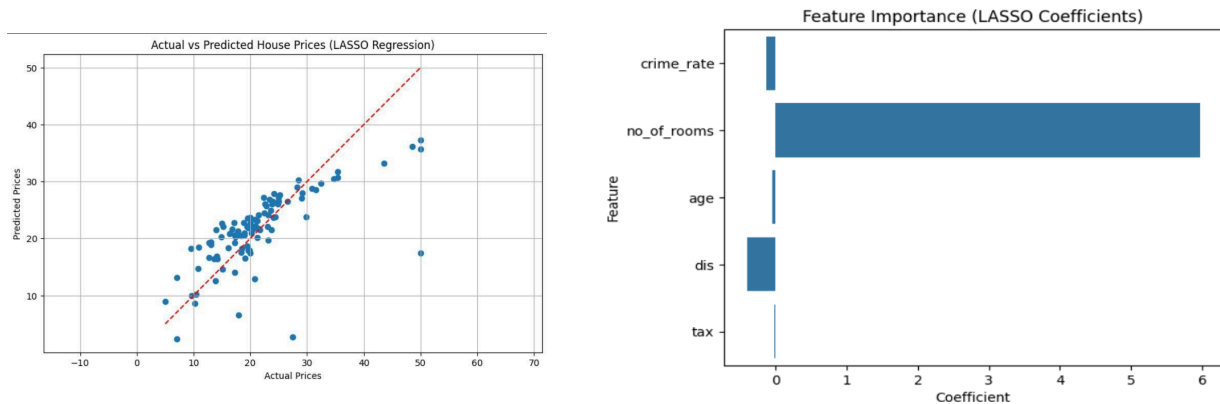 Actual vs Predicted House Prices (LASSO Regression)
50
40
30
20
10
Predicted Prices
−10
0
10
20
30
40
50
60
70
Actual Prices
Feature Importance (LASSO Coefficients)
crime_rate
no_of_rooms
age
dis
tax
Feature
0
1
2
3
4
5
6
Coefficient